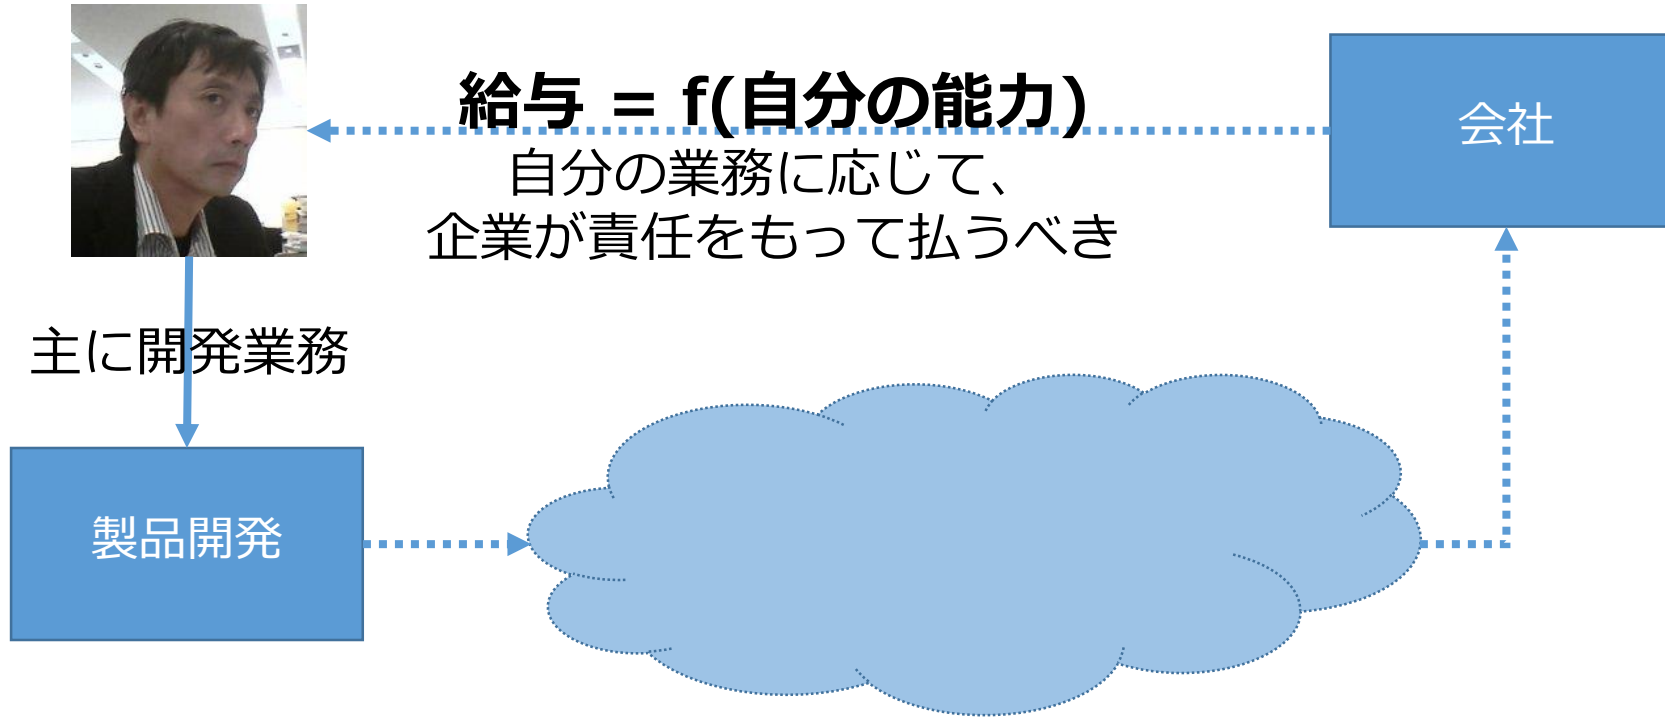 給与 = f(自分の能力)
会社
自分の業務に応じて、
企業が責任をもって払うべき
主に開発業務
製品開発